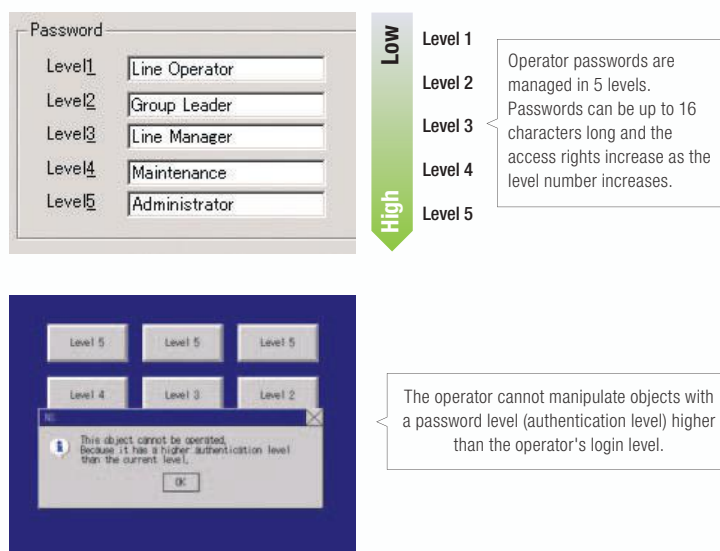 Password
Level1 Line Operator
Level2 Group Leader
Level3 Line Manager
Level4 Maintenance
Level5 Administrator
Low
High
Level 1
Level 2
Level 3
Level 4
Level 5
Operator passwords are
managed in 5 levels.
Passwords can be up to 16
characters long and the
access rights increase as the
level number increases.
Level 5 Level 5 Level 5
Level 4 Level 3 Level 2
This object cannot be operated,
Because it has a higher authentication level
than the current level.
OK
The operator cannot manipulate objects with
a password level (authentication level) higher
than the operator's login level.